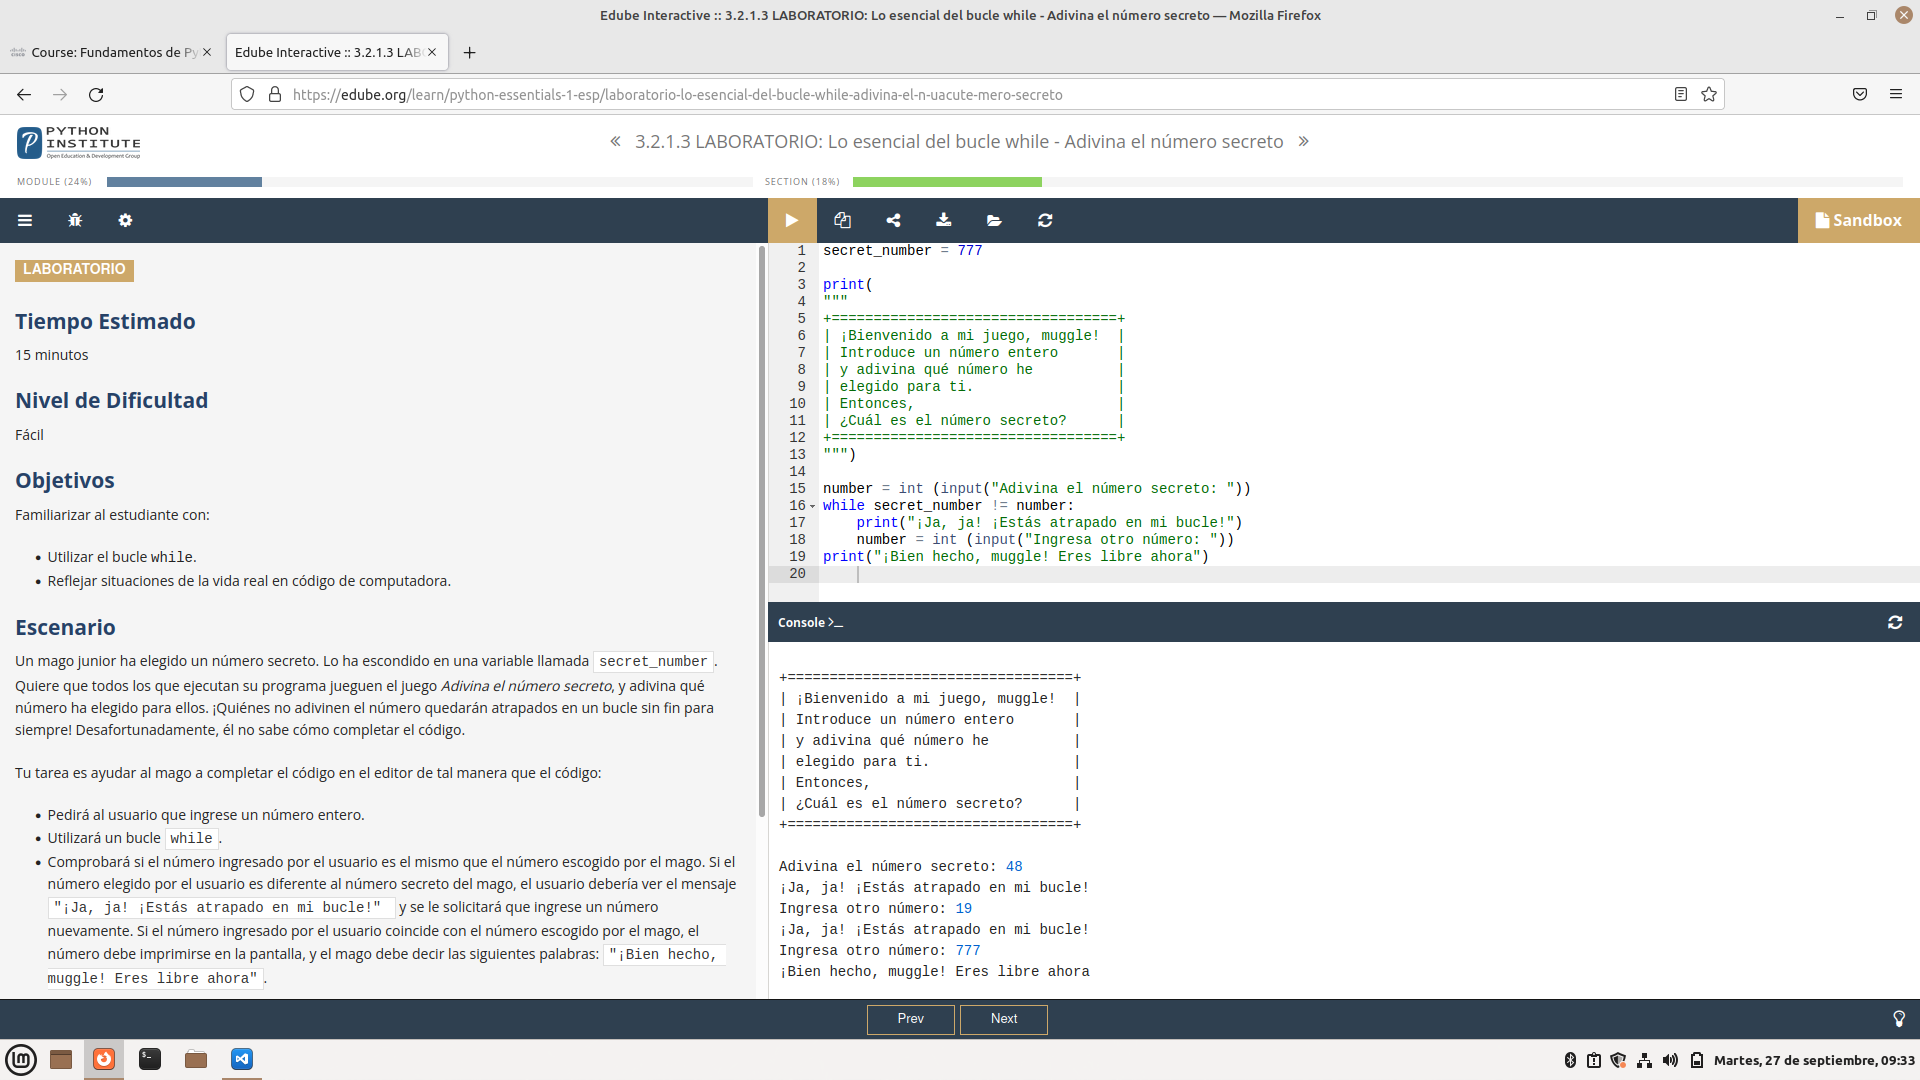 Edube Interactive :: 3.2.1.3 LABORATORIO: Lo esencial del bucle while - Adivina el número secreto — Mozilla Firefox
Course: Fundamentos de Py
Edube Interactive :: 3.2.1.3 LAB
https://edube.org/learn/python-essentials-1-esp/laboratorio-lo-esencial-del-bucle-while-adivina-el-n-uacute-mero-secreto
PYTHON
INSTITUTE
Open Education & Development Group
« 3.2.1.3 LABORATORIO: Lo esencial del bucle while - Adivina el número secreto »
MODULE (24%)
SECTION (18%)
Sandbox
LABORATORIO
Tiempo Estimado
15 minutos
Nivel de Dificultad
Fácil
Objetivos
Familiarizar al estudiante con:
• Utilizar el bucle while.
• Reflejar situaciones de la vida real en código de computadora.
Escenario
Un mago junior ha elegido un número secreto. Lo ha escondido en una variable llamada secret_number.
Quiere que todos los que ejecutan su programa jueguen el juego Adivina el número secreto, y adivina qué
número ha elegido para ellos. ¡Quiénes no adivinen el número quedarán atrapados en un bucle sin fin para
siempre! Desafortunadamente, él no sabe cómo completar el código.
Tu tarea es ayudar al mago a completar el código en el editor de tal manera que el código:
• Pedirá al usuario que ingrese un número entero.
• Utilizará un bucle while.
• Comprobará si el número ingresado por el usuario es el mismo que el número escogido por el mago. Si el
número elegido por el usuario es diferente al número secreto del mago, el usuario debería ver el mensaje
"¡Ja, ja! ¡Estás atrapado en mi bucle!" y se le solicitará que ingrese un número
nuevamente. Si el número ingresado por el usuario coincide con el número escogido por el mago, el
número debe imprimirse en la pantalla, y el mago debe decir las siguientes palabras: "¡Bien hecho,
muggle! Eres libre ahora".
1 secret_number = 777
2
3 print(
4 """
5 +==================================+
6 | ¡Bienvenido a mi juego, muggle!  |
7 | Introduce un número entero       |
8 | y adivina qué número he          |
9 | elegido para ti.                 |
10 | Entonces,                        |
11 | ¿Cuál es el número secreto?      |
12 +==================================+
13 """)
14
15 number = int (input("Adivina el número secreto: "))
16 while secret_number != number:
17     print("¡Ja, ja! ¡Estás atrapado en mi bucle!")
18     number = int (input("Ingresa otro número: "))
19 print("¡Bien hecho, muggle! Eres libre ahora")
20
Console >_
+==================================+
| ¡Bienvenido a mi juego, muggle!  |
| Introduce un número entero       |
| y adivina qué número he          |
| elegido para ti.                 |
| Entonces,                        |
| ¿Cuál es el número secreto?      |
+==================================+
Adivina el número secreto: 48
¡Ja, ja! ¡Estás atrapado en mi bucle!
Ingresa otro número: 19
¡Ja, ja! ¡Estás atrapado en mi bucle!
Ingresa otro número: 777
¡Bien hecho, muggle! Eres libre ahora
Prev
Next
Martes, 27 de septiembre, 09:33